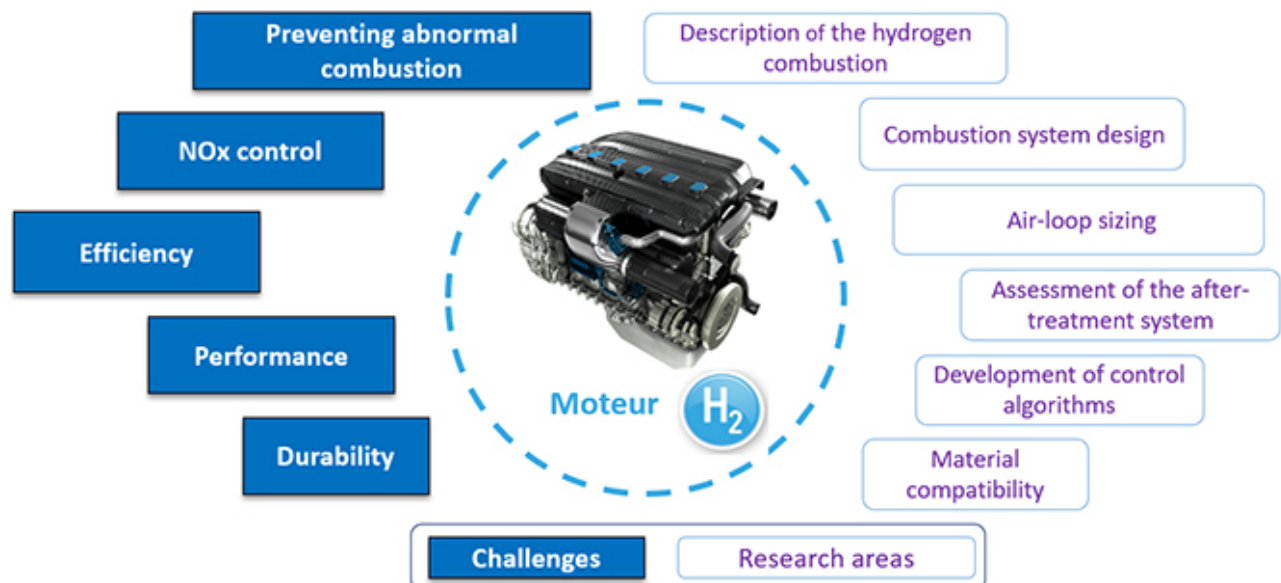 Preventing abnormal
combustion
NOx control
Efficiency
Performance
Durability
Description of the hydrogen
combustion
Combustion system design
Air-loop sizing
Assessment of the after-
treatment system
Development of control
algorithms
Material
compatibility
Moteur H₂
Challenges
Research areas